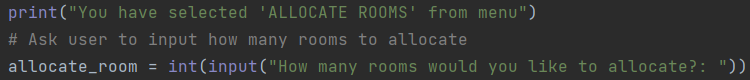 print("You have selected 'ALLOCATE ROOMS' from menu")
# Ask user to input how many rooms to allocate
allocate_room = int(input("How many rooms would you like to allocate?: "))